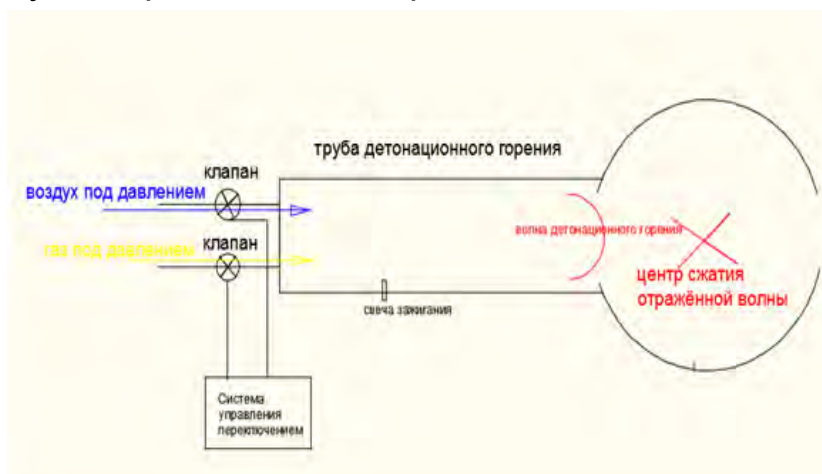 труба детонационного горения
клапан
воздух под давлением
клапан
газ под давлением
волна детонационного горения
центр сжатия
отражённой волны
свеча зажигания
Система
управления
переключением